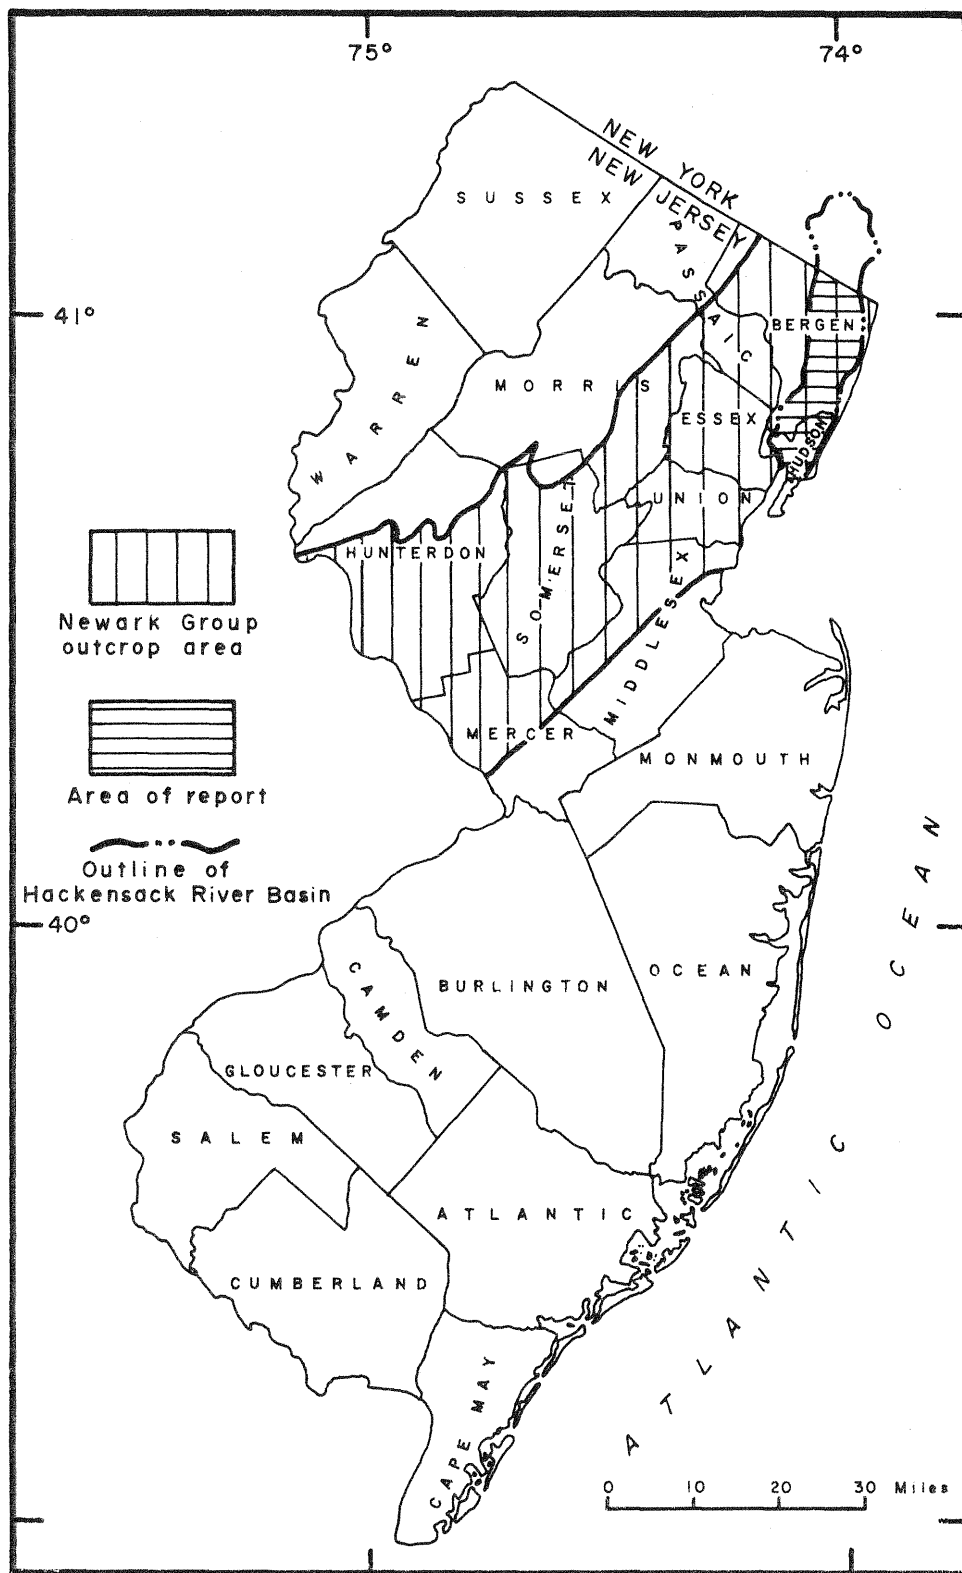 75° 74°
NEW YORK
NEW JERSEY
SUSSEX
PASSAIC
41°
BERGEN
WARREN
MORRIS
ESSEX
HUDSON
UNION
HUNTERDON
SOMERSET
MIDDLESEX
Newark Group
outcrop area
MERCER
MONMOUTH
Area of report
Outline of
Hackensack River Basin
40°
OCEAN
BURLINGTON
CAMDEN
GLOUCESTER
SALEM
ATLANTIC
CUMBERLAND
CAPE MAY
ATLANTIC OCEAN
0 10 20 30 Miles